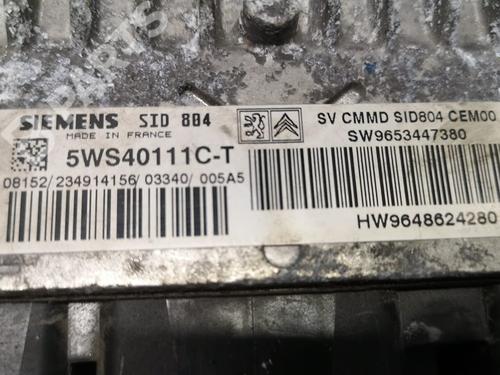 SIEMENS SID 804
MADE IN FRANCE
5WS40111C-T
08152/234914156/03340/ 005A5
SV CMMD SID804 CEM00
SW9653447380
HW9648624280